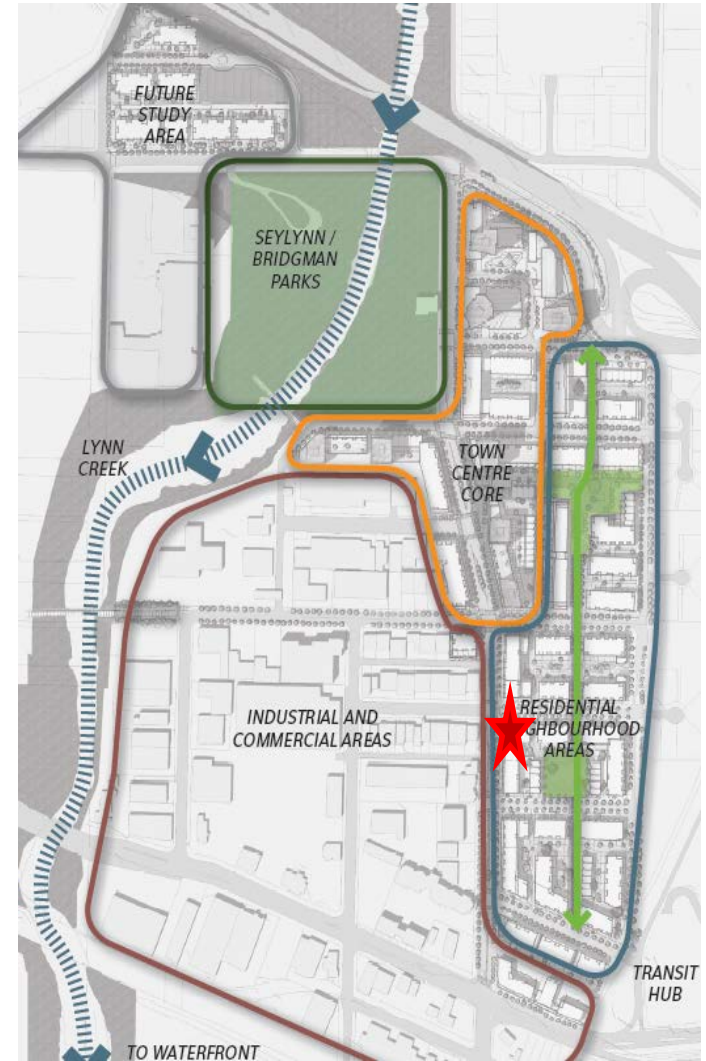 FUTURE
STUDY
AREA
SEYLYNN /
BRIDGMAN
PARKS
LYNN
CREEK
TOWN
CENTRE
CORE
INDUSTRIAL AND
COMMERCIAL AREAS
RESIDENTIAL
GHBOURHOOD
AREAS
TRANSIT
HUB
TO WATERFRONT